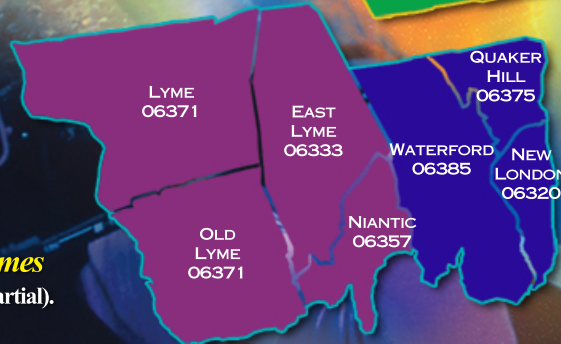 LYME
06371
EAST
LYME
06333
QUAKER
HILL
06375
WATERFORD
06385
NEW
LONDON
06320
OLD
LYME
06371
NIANTIC
06357
mes
artial).